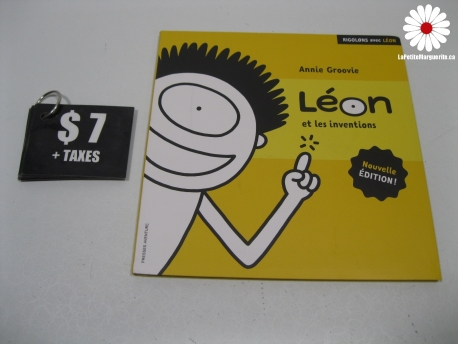 RIGOLONS avec LÉON
LaPetiteMarguerite.ca
Annie Groovie
Léon
et les inventions
Nouvelle
ÉDITION!
$7
+ TAXES